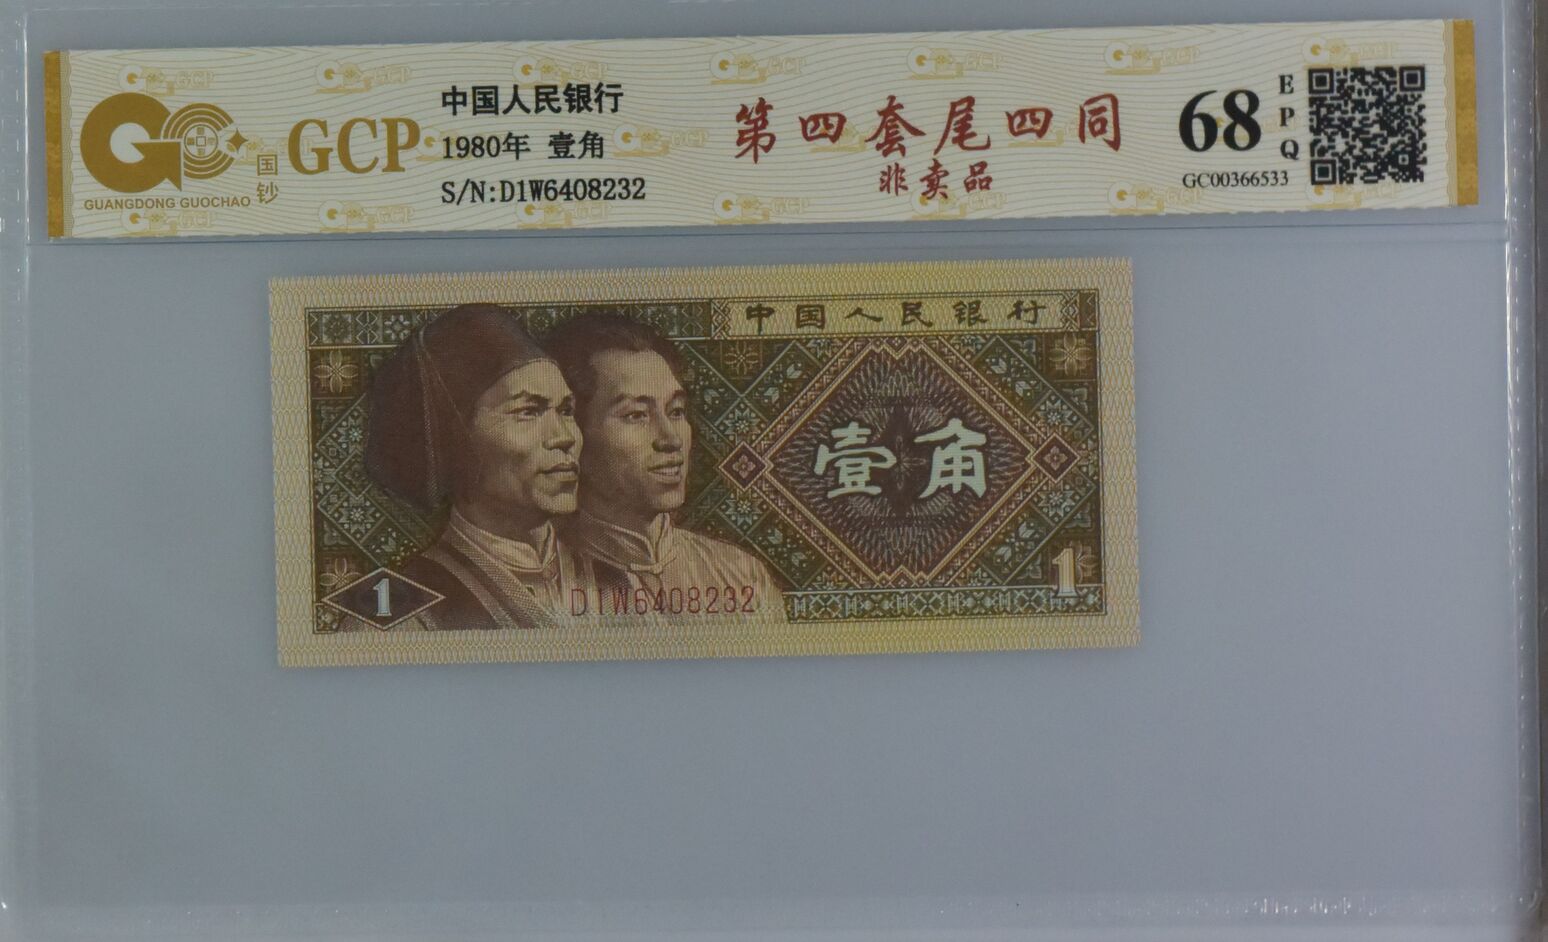 GCP
GUANGDONG GUOCHAO
国钞
中国人民银行
1980年 壹角
S/N:D1W6408232
第四套尾四同
非卖品
68
EPQ
GC00366533
中国人民银行
壹角
1
D1W6408232
1